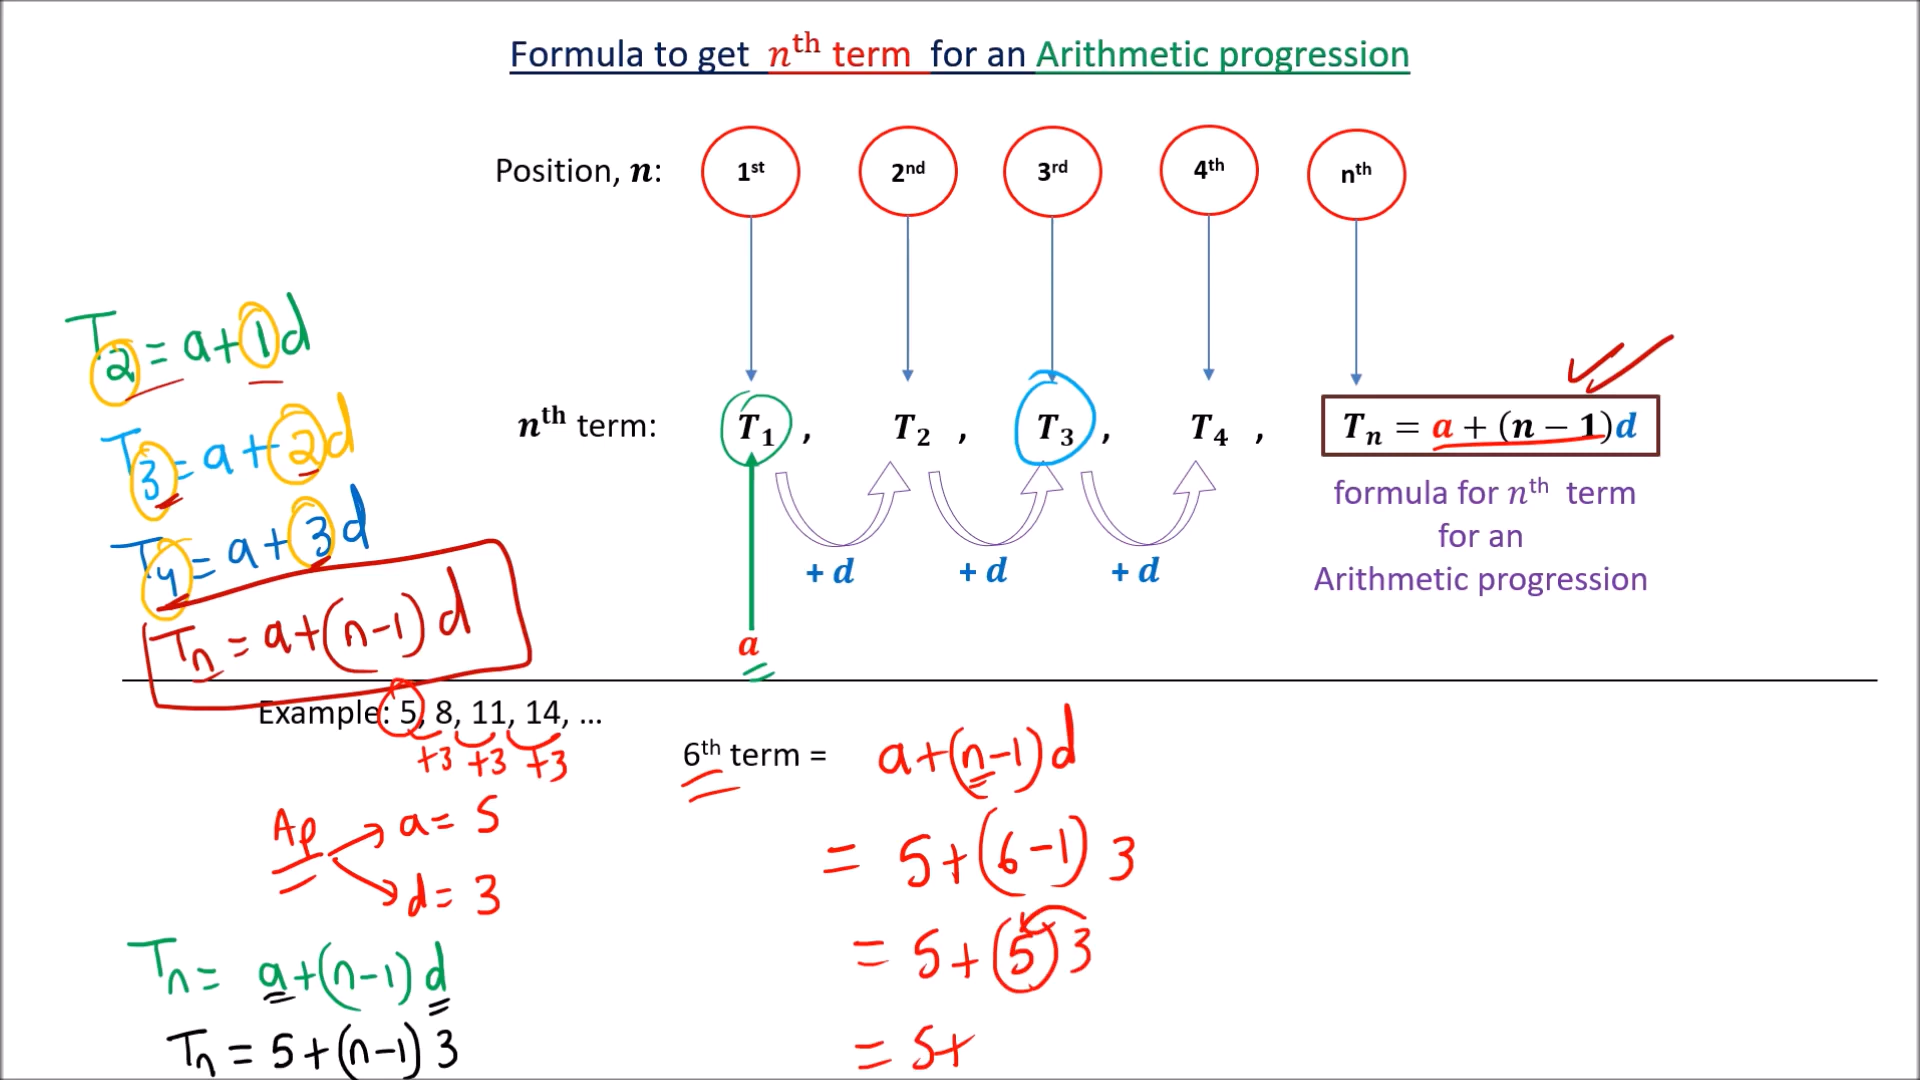 Formula to get nᵗʰ term for an Arithmetic progression
Position, n: 1ˢᵗ 2ⁿᵈ 3ʳᵈ 4ᵗʰ nᵗʰ
T₂ = a+1d
T₃ = a+2d
T₄ = a+3d
Tₙ = a+(n-1)d
nᵗʰ term: T₁ , T₂ , T₃ , T₄ , Tₙ = a + (n − 1)d
+ d + d + d
a
formula for nᵗʰ term
for an
Arithmetic progression
Example: 5, 8, 11, 14, ...
+3 +3 +3
Ap
a= 5
d= 3
Tₙ= a+(n-1)d
Tₙ = 5+(n-1)3
6ᵗʰ term = a+(n-1)d
= 5+(6-1)3
= 5+(5)3
= 5+